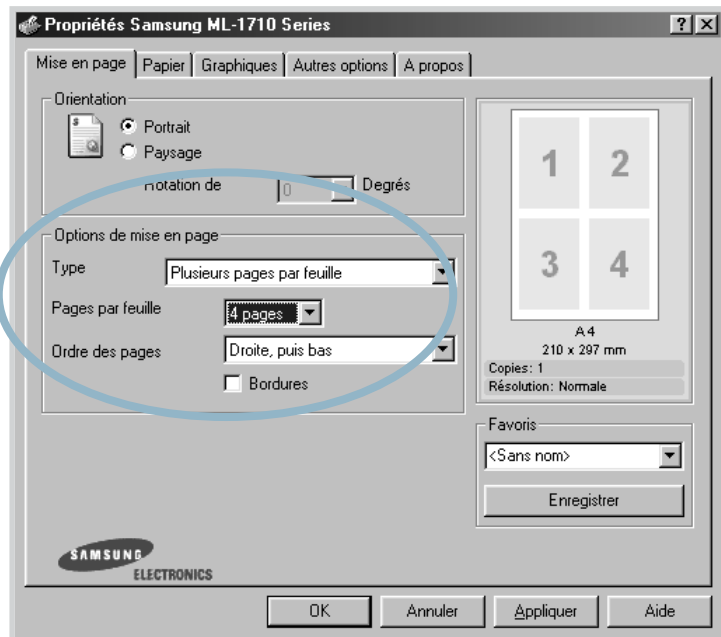 Propriétés Samsung ML-1710 Series
Mise en page Papier Graphiques Autres options A propos
Orientation
Portrait
Paysage
Rotation de 0 Degrés
Options de mise en page
Type Plusieurs pages par feuille
Pages par feuille 4 pages
Ordre des pages Droite, puis bas
Bordures
1 2
3 4
A4
210 x 297 mm
Copies: 1
Résolution: Normale
Favoris
<Sans nom>
Enregistrer
SAMSUNG
ELECTRONICS
OK Annuler Appliquer Aide